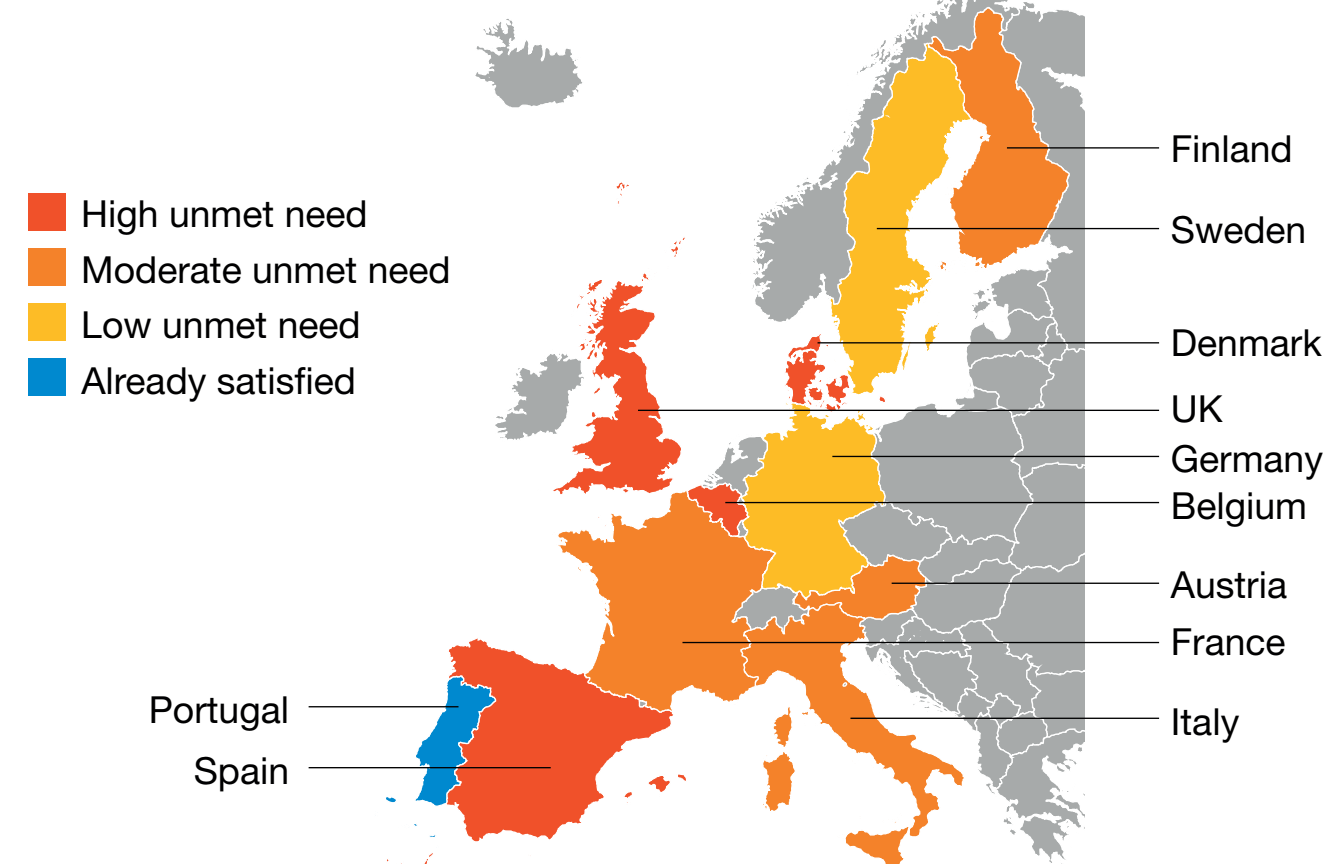 High unmet need
Moderate unmet need
Low unmet need
Already satisfied
Finland
Sweden
Denmark
UK
Germany
Belgium
Austria
France
Italy
Portugal
Spain